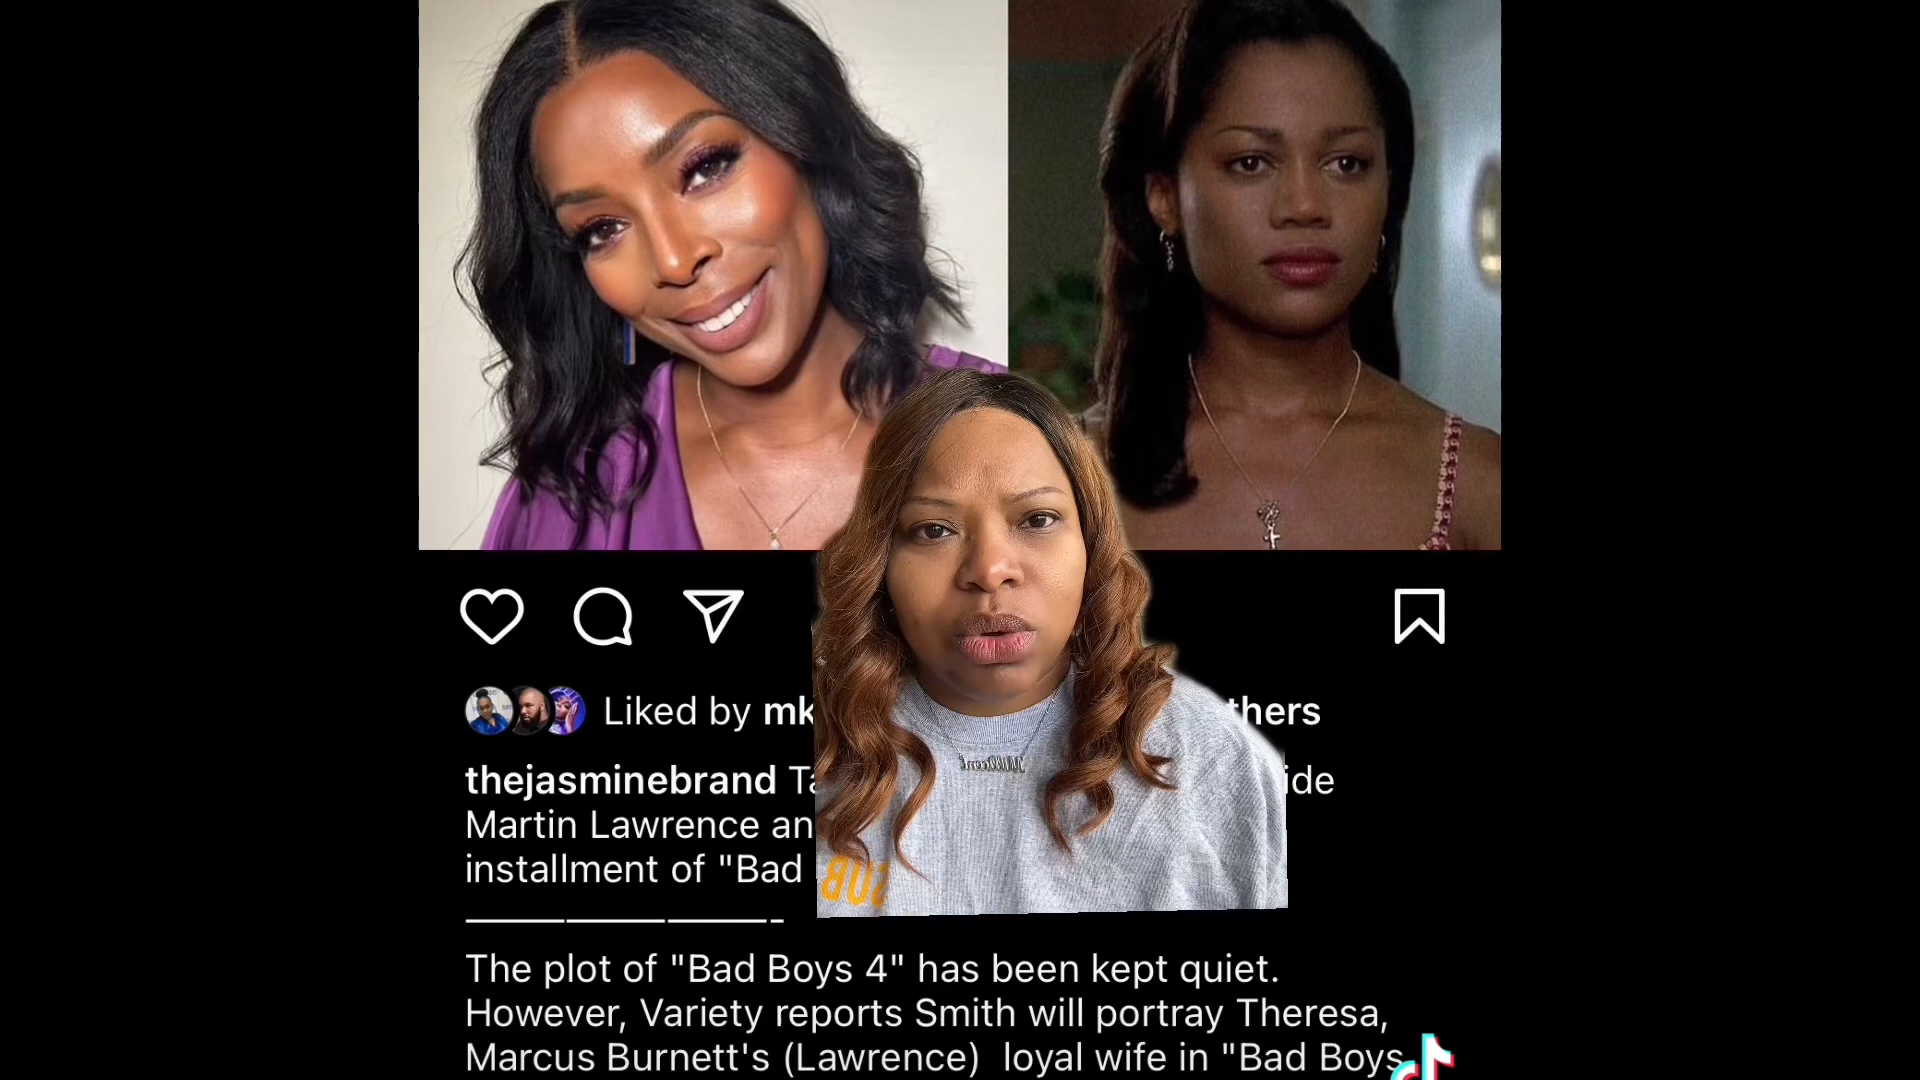 Liked by mk
thers
thejasminebrand Ta
ide
Martin Lawrence an
installment of "Bad
The plot of "Bad Boys 4" has been kept quiet.
However, Variety reports Smith will portray Theresa,
Marcus Burnett's (Lawrence) loyal wife in "Bad Boys